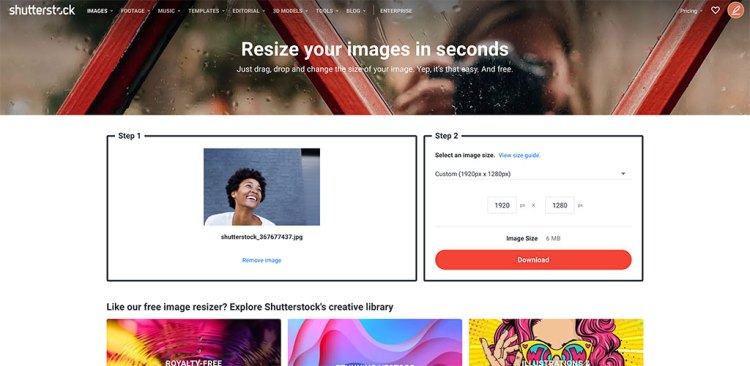 shutterstock
IMAGES
FOOTAGE
MUSIC
TEMPLATES
EDITORIAL
3D MODELS
TOOLS
BLOG
ENTERPRISE
Pricing
Resize your images in seconds
Just drag, drop and change the size of your image. Yep, it's that easy. And free.
Step 1
shutterstock_367677437.jpg
Remove image
Step 2
Select an image size. View size guide.
Custom (1920px x 1280px)
1920 px × 1280 px
Image Size 6 MB
Download
Like our free image resizer? Explore Shutterstock's creative library
ROYALTY-FREE
ILLUSTRATIONS &